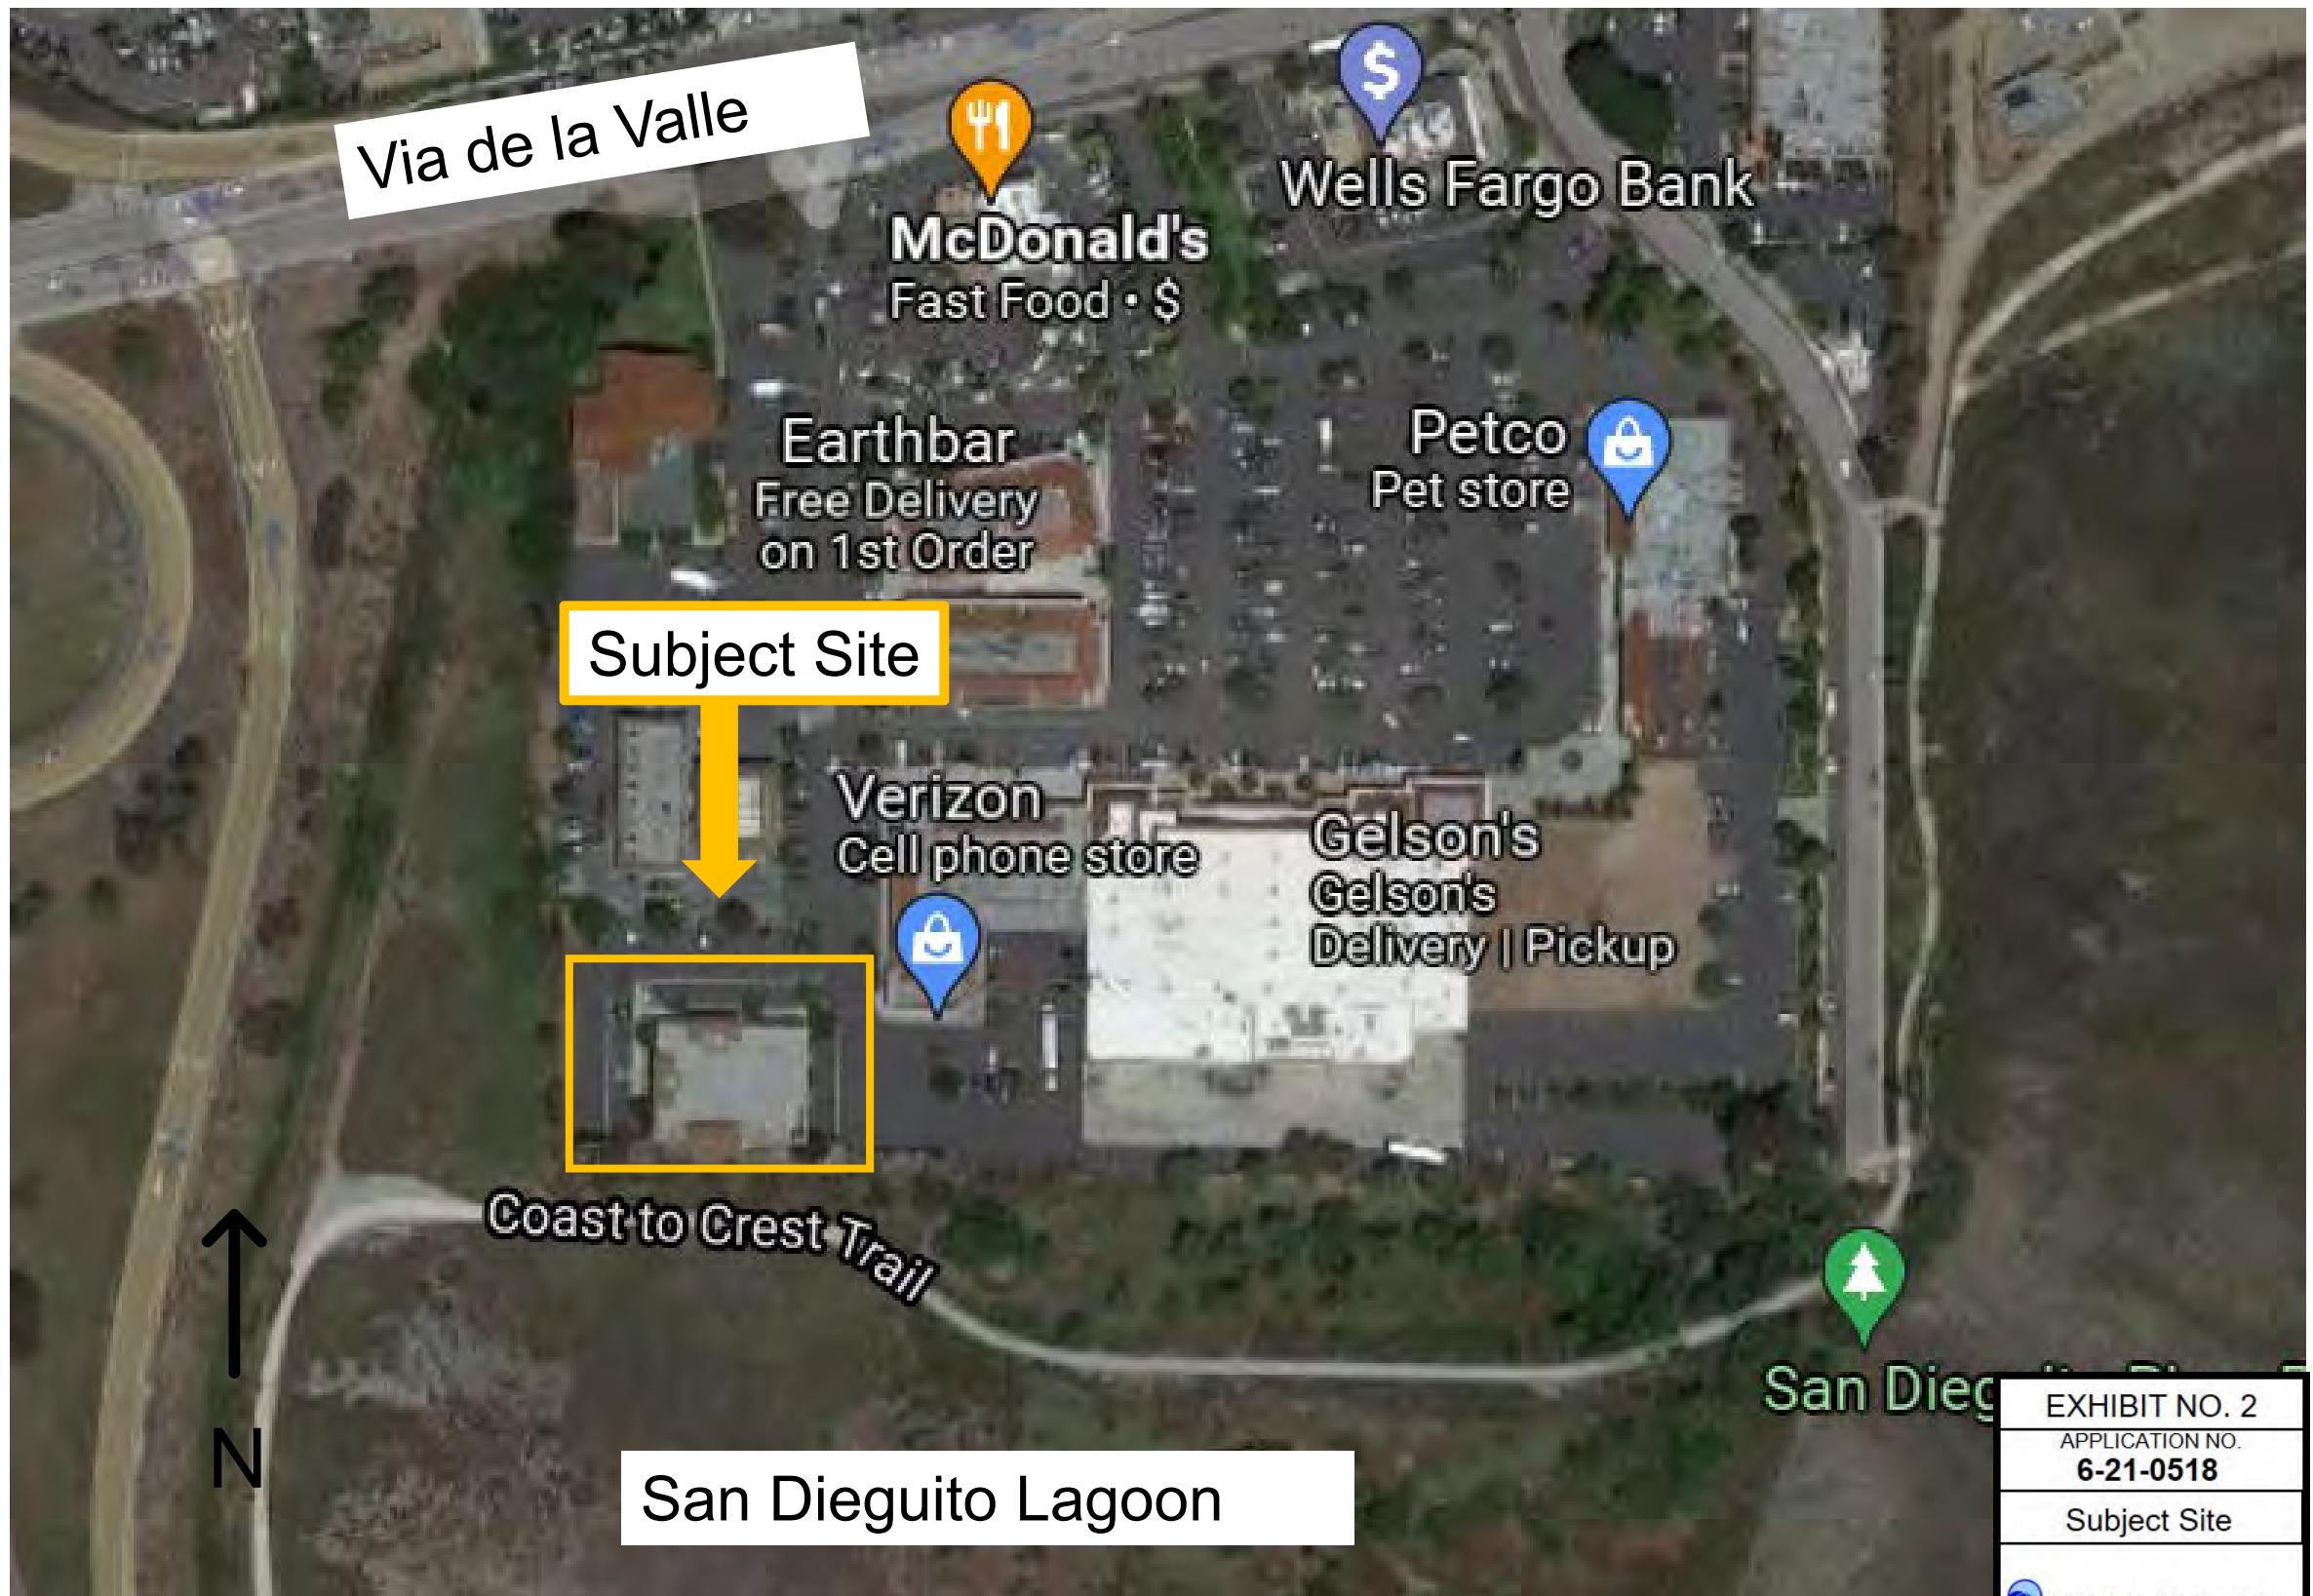 Via de la Valle
Wells Fargo Bank
McDonald's
Fast Food • $
Earthbar
Free Delivery
on 1st Order
Petco
Pet store
Subject Site
Verizon
Cell phone store
Gelson's
Gelson's
Delivery | Pickup
Coast to Crest Trail
N
San Dieguito Lagoon
San Dieg
EXHIBIT NO. 2
APPLICATION NO.
6-21-0518
Subject Site